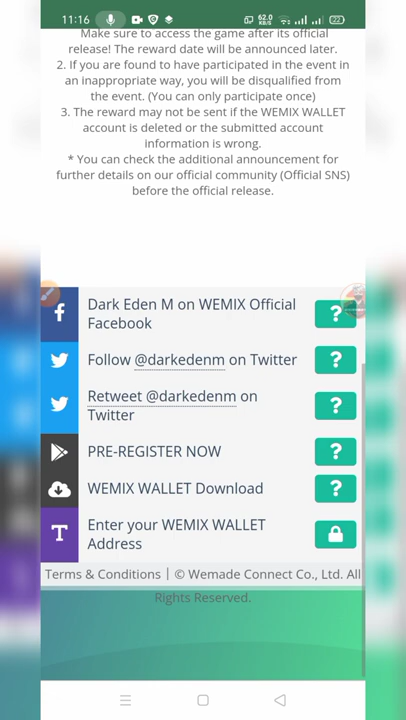 11:16
62.0
KB/S
22
Make sure to access the game after its official
release! The reward date will be announced later.
2. If you are found to have participated in the event in
an inappropriate way, you will be disqualified from
the event. (You can only participate once)
3. The reward may not be sent if the WEMIX WALLET
account is deleted or the submitted account
information is wrong.
* You can check the additional announcement for
further details on our official community (Official SNS)
before the official release.
Dark Eden M on WEMIX Official
Facebook
?
Follow @darkedenm on Twitter
?
Retweet @darkedenm on
Twitter
?
PRE-REGISTER NOW
?
WEMIX WALLET Download
?
T
Enter your WEMIX WALLET
Address
Terms & Conditions | © Wemade Connect Co., Ltd. All
Rights Reserved.